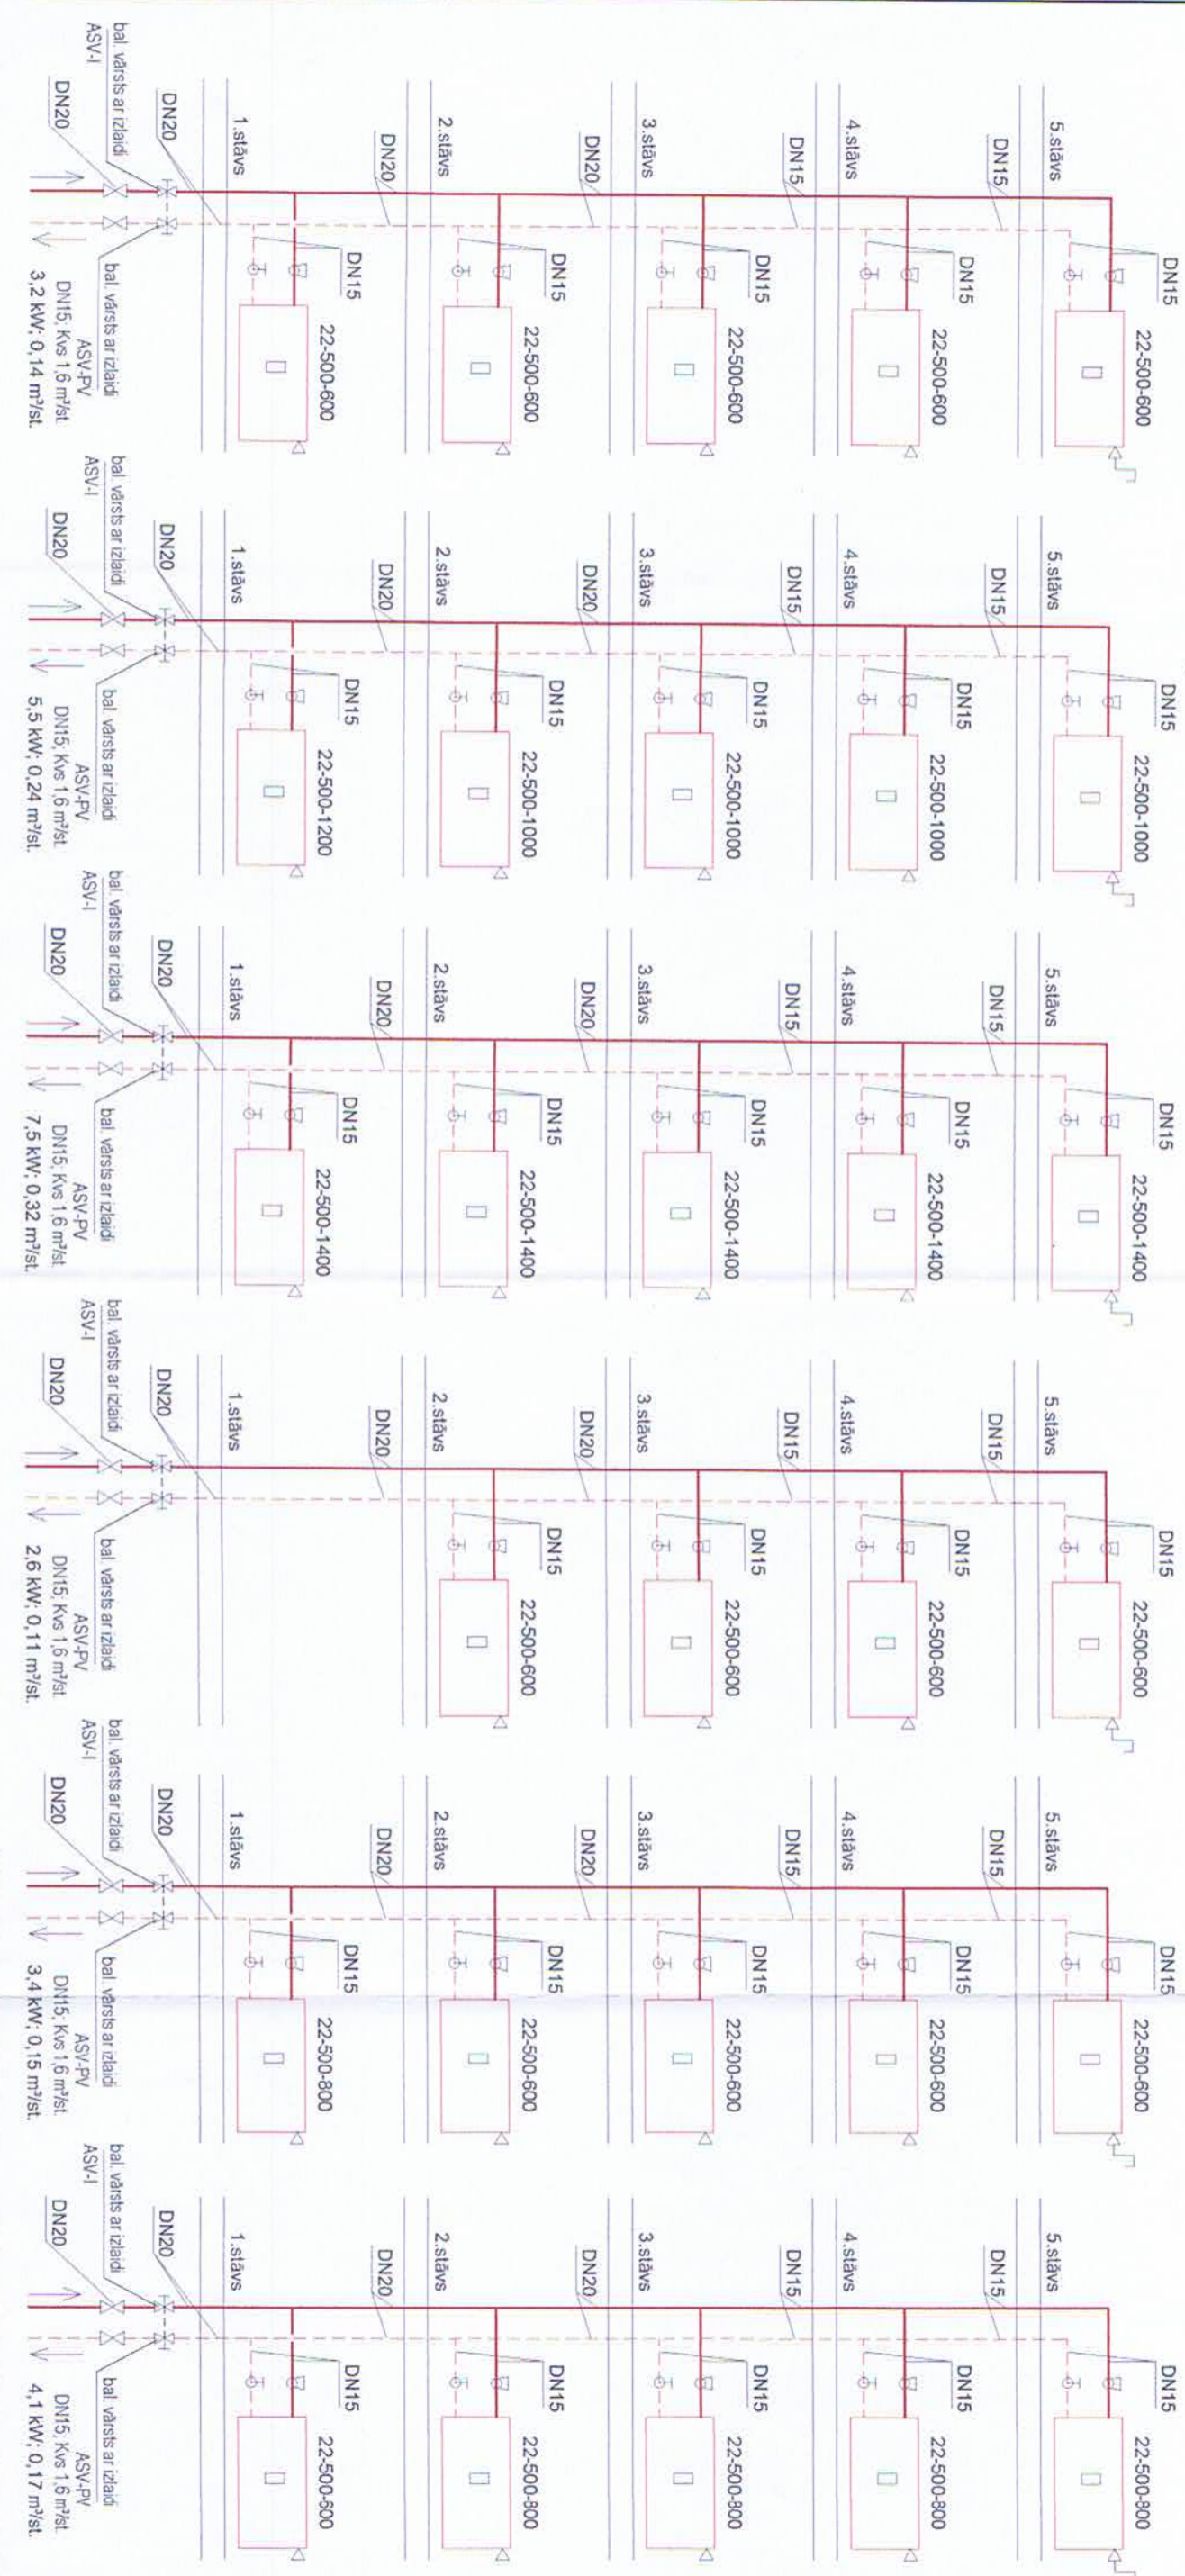 DN15
22-500-600
5.stāvs
DN15
DN15
22-500-600
4.stāvs
DN15
DN15
22-500-600
3.stāvs
DN20
DN15
22-500-600
2.stāvs
DN20
DN15
22-500-600
1.stāvs
DN20
bal. vārsts ar izlaidi
ASV-I
DN20
bal. vārsts ar izlaidi
ASV-PV
DN15; Kvs 1,6 m³/st.
3,2 kW; 0,14 m³/st.
DN15
22-500-1000
5.stāvs
DN15
DN15
22-500-1000
4.stāvs
DN15
DN15
22-500-1000
3.stāvs
DN20
DN15
22-500-1000
2.stāvs
DN20
DN15
22-500-1200
1.stāvs
DN20
bal. vārsts ar izlaidi
ASV-I
DN20
bal. vārsts ar izlaidi
ASV-PV
DN15; Kvs 1,6 m³/st.
5,5 kW; 0,24 m³/st.
DN15
22-500-1400
5.stāvs
DN15
DN15
22-500-1400
4.stāvs
DN15
DN15
22-500-1400
3.stāvs
DN20
DN15
22-500-1400
2.stāvs
DN20
DN15
22-500-1400
1.stāvs
DN20
bal. vārsts ar izlaidi
ASV-I
DN20
bal. vārsts ar izlaidi
ASV-PV
DN15; Kvs 1,6 m³/st.
7,5 kW; 0,32 m³/st.
DN15
22-500-600
5.stāvs
DN15
DN15
22-500-600
4.stāvs
DN15
DN15
22-500-600
3.stāvs
DN20
DN15
22-500-600
2.stāvs
DN20
1.stāvs
DN20
bal. vārsts ar izlaidi
ASV-I
DN20
bal. vārsts ar izlaidi
ASV-PV
DN15; Kvs 1,6 m³/st.
2,6 kW; 0,11 m³/st.
DN15
22-500-600
5.stāvs
DN15
DN15
22-500-600
4.stāvs
DN15
DN15
22-500-600
3.stāvs
DN20
DN15
22-500-600
2.stāvs
DN20
DN15
22-500-800
1.stāvs
DN20
bal. vārsts ar izlaidi
ASV-I
DN20
bal. vārsts ar izlaidi
ASV-PV
DN15; Kvs 1,6 m³/st.
3,4 kW; 0,15 m³/st.
DN15
22-500-800
5.stāvs
DN15
DN15
22-500-800
4.stāvs
DN15
DN15
22-500-800
3.stāvs
DN20
DN15
22-500-800
2.stāvs
DN20
DN15
22-500-600
1.stāvs
DN20
bal. vārsts ar izlaidi
ASV-I
DN20
bal. vārsts ar izlaidi
ASV-PV
DN15; Kvs 1,6 m³/st.
4,1 kW; 0,17 m³/st.